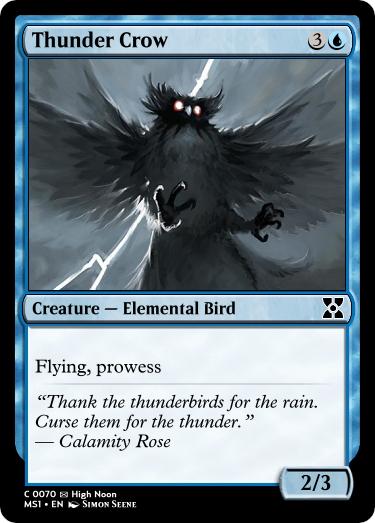 Thunder Crow 3
Creature — Elemental Bird
Flying, prowess
“Thank the thunderbirds for the rain.
Curse them for the thunder.”
— Calamity Rose
2/3
C 0070 High Noon
MS1 • EN Simon Seene